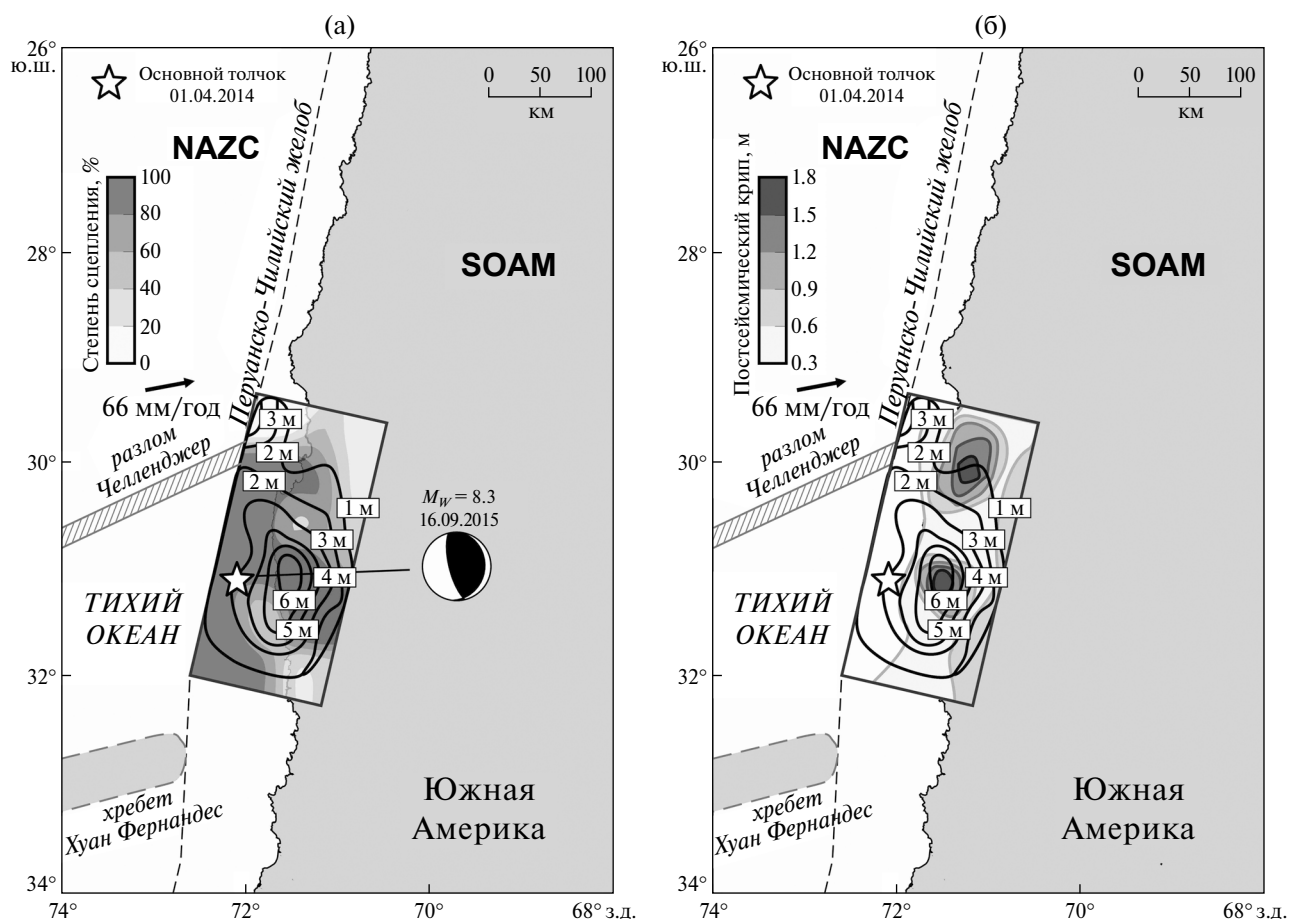 (а)
26°
ю.ш.
Основной толчок
01.04.2014
0 50 100
км
NAZC
Перуанско-Чилийский желоб
Степень сцепления, %
100
80
60
40
20
0
28°
SOAM
66 мм/год
разлом
Челленджер
3 м
2 м
30°
2 м
1 м
M_W = 8.3
16.09.2015
3 м
4 м
6 м
5 м
ТИХИЙ
ОКЕАН
32°
хребет
Хуан Фернандес
Южная
Америка
34°
74° 72° 70° 68° з.д.
(б)
26°
ю.ш.
Основной толчок
01.04.2014
0 50 100
км
NAZC
Перуанско-Чилийский желоб
Постсейсмический крип, м
1.8
1.5
1.2
0.9
0.6
0.3
28°
SOAM
66 мм/год
разлом
Челленджер
3 м
2 м
30°
2 м
1 м
3 м
4 м
6 м
5 м
ТИХИЙ
ОКЕАН
32°
хребет
Хуан Фернандес
Южная
Америка
34°
74° 72° 70° 68° з.д.